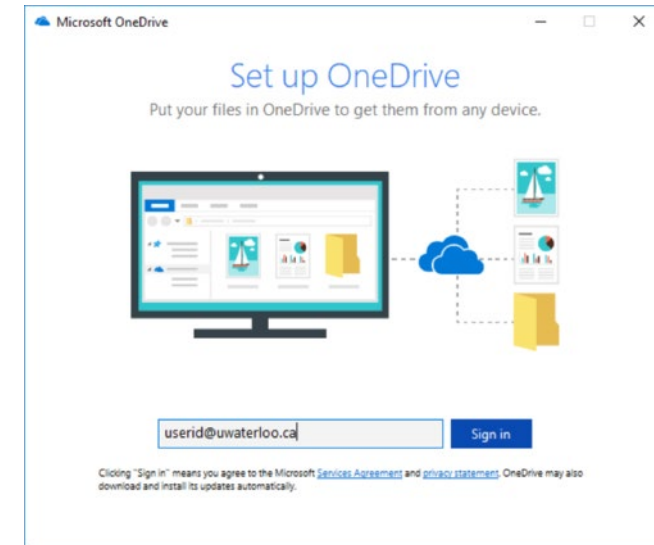 Microsoft OneDrive
Set up OneDrive
Put your files in OneDrive to get them from any device.
userid@uwaterloo.ca
Sign in
Clicking "Sign in" means you agree to the Microsoft Services Agreement and privacy statement. OneDrive may also
download and install its updates automatically.